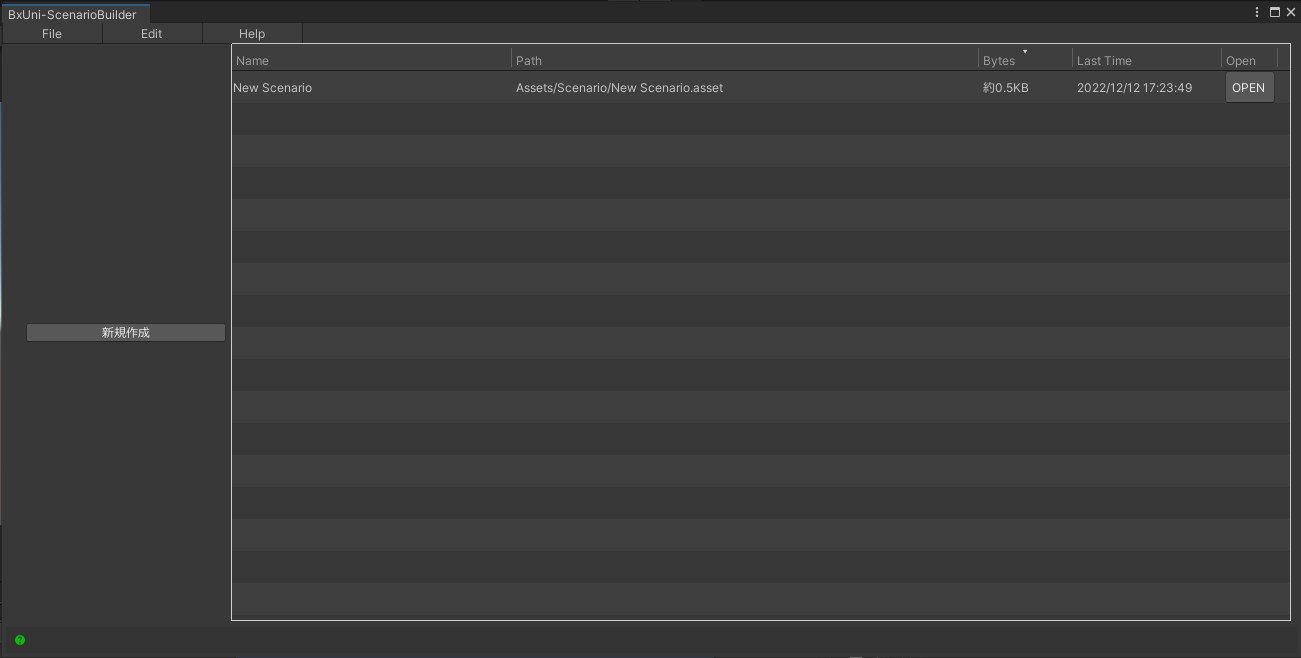 BxUni-ScenarioBuilder
File Edit Help
Name Path Bytes Last Time Open
New Scenario Assets/Scenario/New Scenario.asset 約0.5KB 2022/12/12 17:23:49 OPEN
新規作成
?